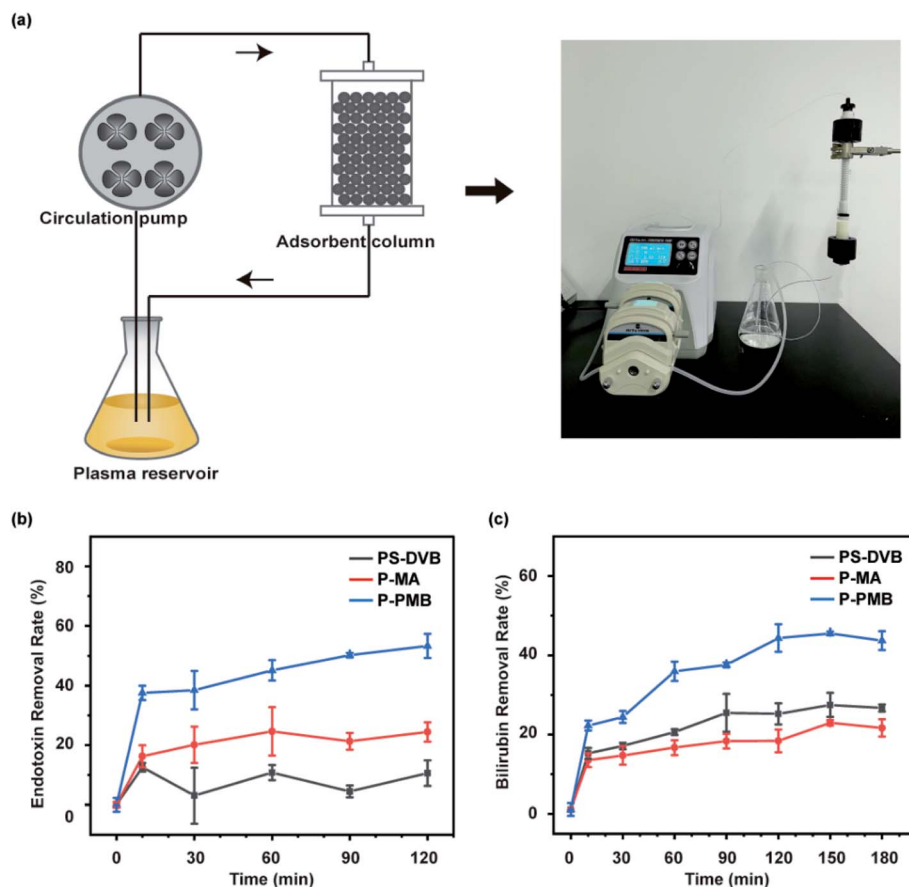 (a)
Circulation pump
Adsorbent column
Plasma reservoir
(b)
Endotoxin Removal Rate (%)
80
60
40
20
0
PS-DVB
P-MA
P-PMB
0 30 60 90 120
Time (min)
(c)
Bilirubin Removal Rate (%)
60
40
20
0
PS-DVB
P-MA
P-PMB
0 30 60 90 120 150 180
Time (min)